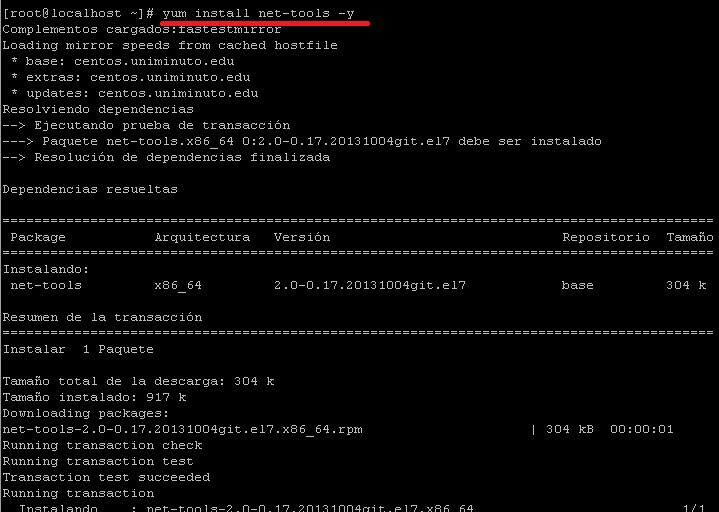 [root@localhost ~]# yum install net-tools -y
Complementos cargados:fastestmirror
Loading mirror speeds from cached hostfile
 * base: centos.uniminuto.edu
 * extras: centos.uniminuto.edu
 * updates: centos.uniminuto.edu
Resolviendo dependencias
--> Ejecutando prueba de transacción
---> Paquete net-tools.x86_64 0:2.0-0.17.20131004git.el7 debe ser instalado
--> Resolución de dependencias finalizada
Dependencias resueltas
=========================================================================================
Package Arquitectura Versión Repositorio Tamaño
=========================================================================================
Instalando:
net-tools x86_64 2.0-0.17.20131004git.el7 base 304 k
Resumen de la transacción
=========================================================================================
Instalar 1 Paquete
Tamaño total de la descarga: 304 k
Tamaño instalado: 917 k
Downloading packages:
net-tools-2.0-0.17.20131004git.el7.x86_64.rpm | 304 kB 00:00:01
Running transaction check
Running transaction test
Transaction test succeeded
Running transaction
Instalando : net-tools-2.0-0.17.20131004git.el7.x86_64 1/1